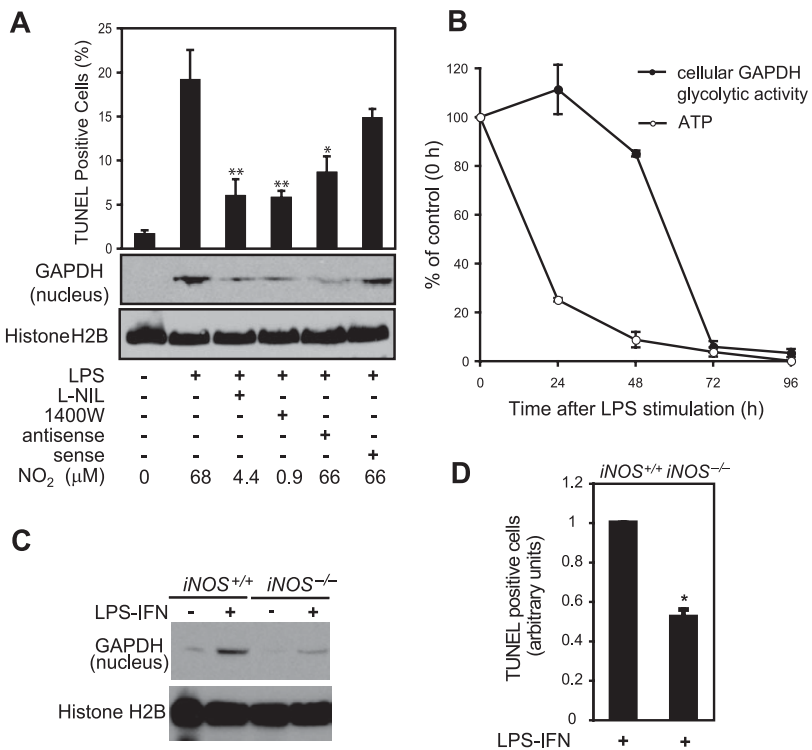 A
25
20
15
10
5
0
TUNEL Positive Cells (%)
** ** *
GAPDH
(nucleus)
Histone H2B
LPS - + + + + +
L-NIL - - + - - -
1400W - - - + - -
antisense - - - - + -
sense - - - - - +
NO2 (μM) 0 68 4.4 0.9 66 66
B
120
100
80
60
40
20
0
% of control (0 h)
cellular GAPDH
glycolytic activity
ATP
0 24 48 72 96
Time after LPS stimulation (h)
C
iNOS+/+ iNOS–/–
LPS-IFN - + - +
GAPDH
(nucleus)
Histone H2B
D
iNOS+/+ iNOS–/–
1.2
1
0.8
0.6
0.4
0.2
0
TUNEL positive cells
(arbitrary units)
*
LPS-IFN + +